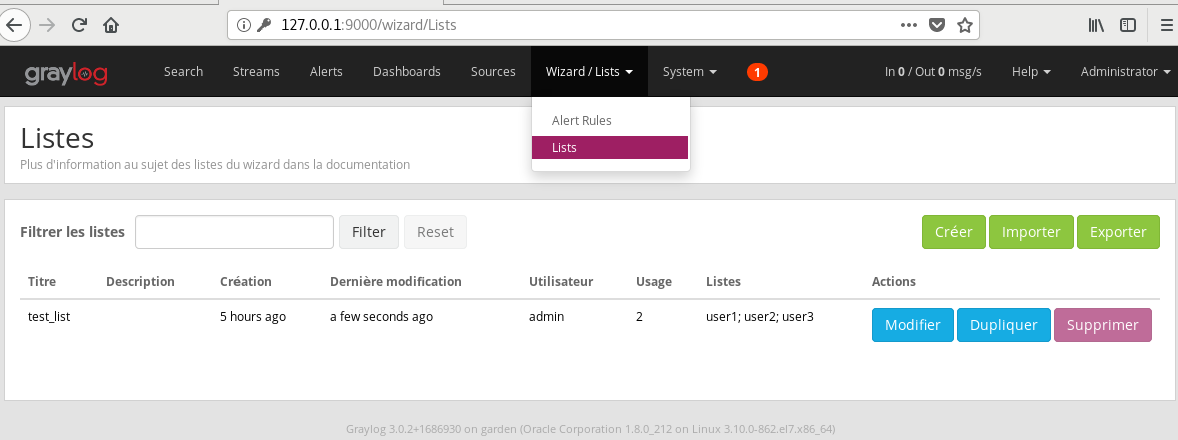 127.0.0.1:9000/wizard/Lists
graylog Search Streams Alerts Dashboards Sources Wizard / Lists System 1 In 0 / Out 0 msg/s Help Administrator
Alert Rules
Lists
Listes
Plus d'information au sujet des listes du wizard dans la documentation
Filtrer les listes Filter Reset Créer Importer Exporter
Titre Description Création Dernière modification Utilisateur Usage Listes Actions
test_list 5 hours ago a few seconds ago admin 2 user1; user2; user3 Modifier Dupliquer Supprimer
Graylog 3.0.2+1686930 on garden (Oracle Corporation 1.8.0_212 on Linux 3.10.0-862.el7.x86_64)